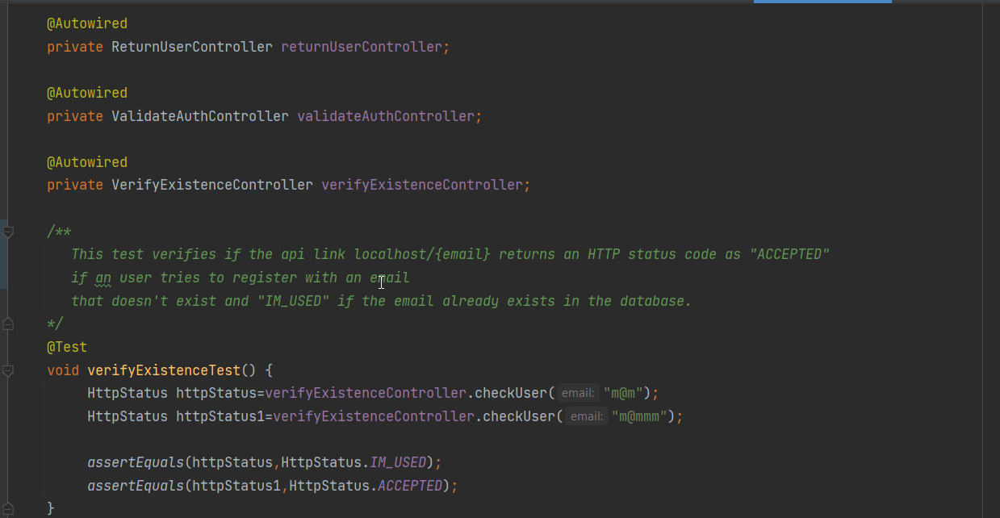 @Autowired
private ReturnUserController returnUserController;
@Autowired
private ValidateAuthController validateAuthController;
@Autowired
private VerifyExistenceController verifyExistenceController;
/**
This test verifies if the api link localhost/{email} returns an HTTP status code as "ACCEPTED"
if an user tries to register with an email
that doesn't exist and "IM_USED" if the email already exists in the database.
*/
@Test
void verifyExistenceTest() {
HttpStatus httpStatus=verifyExistenceController.checkUser( email: "m@m");
HttpStatus httpStatus1=verifyExistenceController.checkUser( email: "m@mmm");
assertEquals(httpStatus,HttpStatus.IM_USED);
assertEquals(httpStatus1,HttpStatus.ACCEPTED);
}